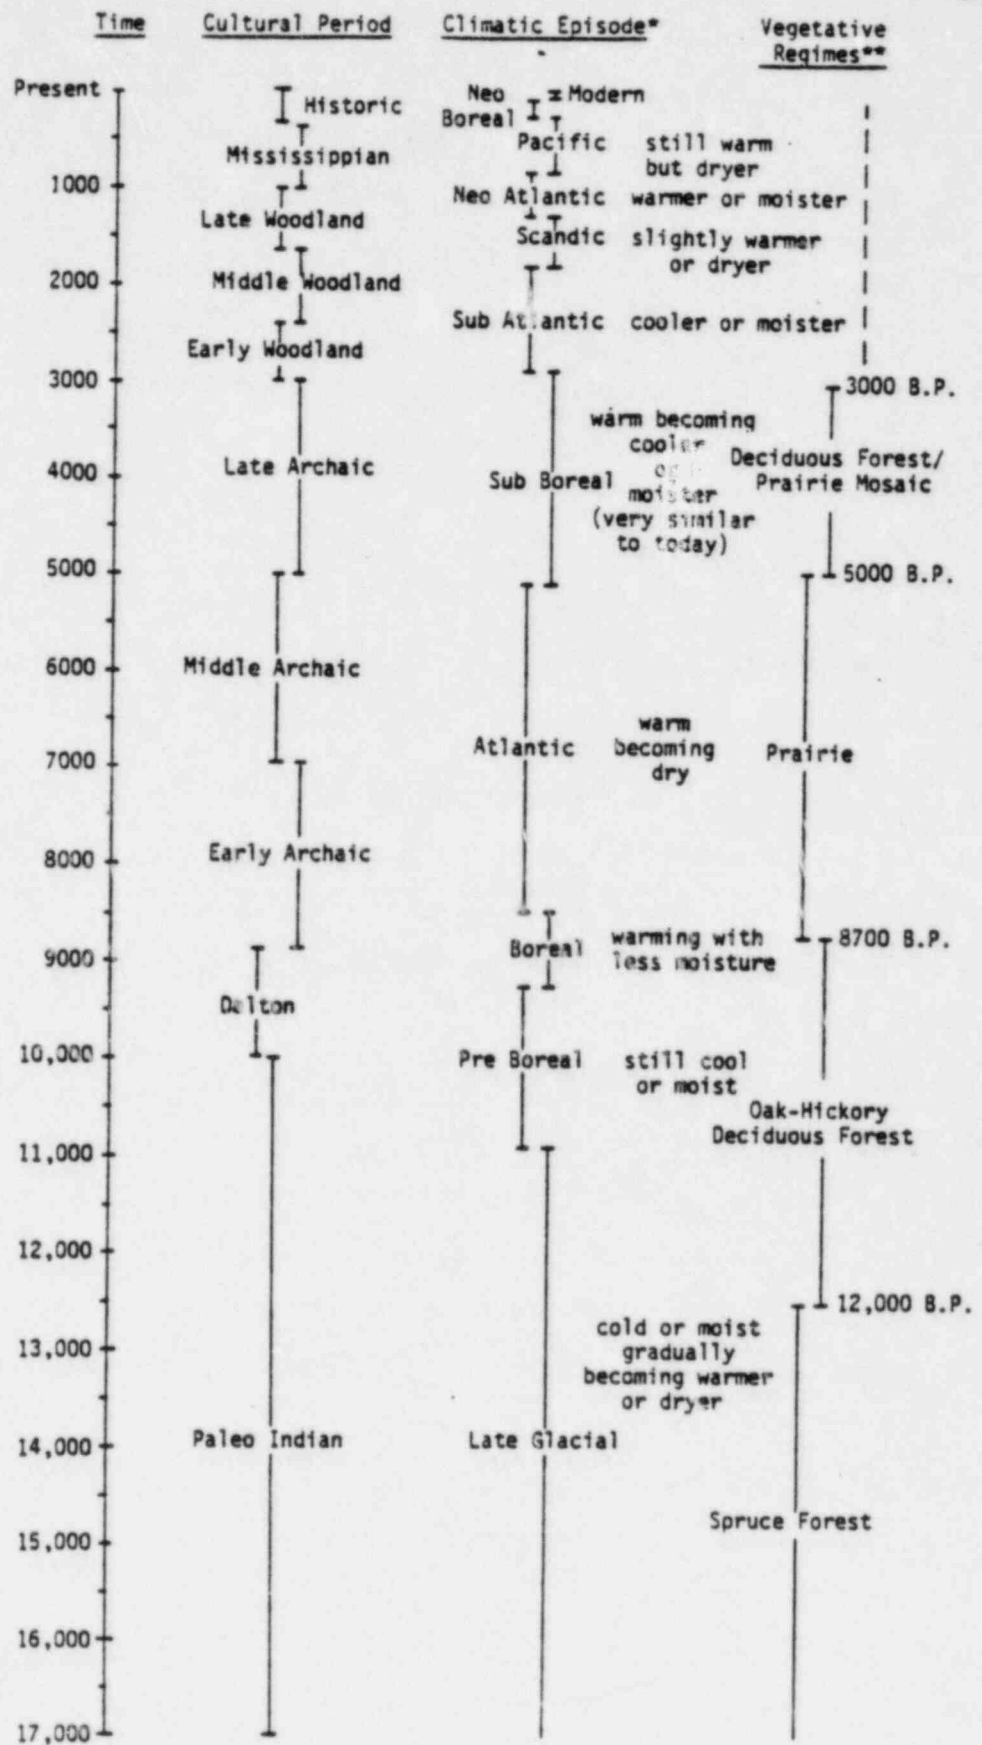 Time Cultural Period Climatic Episode* Vegetative
Regimes**
Present
Historic
Neo
Boreal
Modern
Mississippian
Pacific still warm
but dryer
1000
Neo Atlantic warmer or moister
Late Woodland
Scandic slightly warmer
or dryer
2000
Middle Woodland
Sub Atlantic cooler or moister
Early Woodland
3000
3000 B.P.
warm becoming
cooler
or
moister
(very similar
to today)
Late Archaic
Sub Boreal
Deciduous Forest/
Prairie Mosaic
4000
5000
5000 B.P.
6000
Middle Archaic
Atlantic
warm
becoming
dry
Prairie
7000
Early Archaic
8000
8700 B.P.
Boreal
warming with
less moisture
9000
Dalton
10,000
Pre Boreal
still cool
or moist
Oak-Hickory
Deciduous Forest
11,000
12,000
12,000 B.P.
cold or moist
gradually
becoming warmer
or dryer
13,000
14,000
Paleo Indian
Late Glacial
Spruce Forest
15,000
16,000
17,000